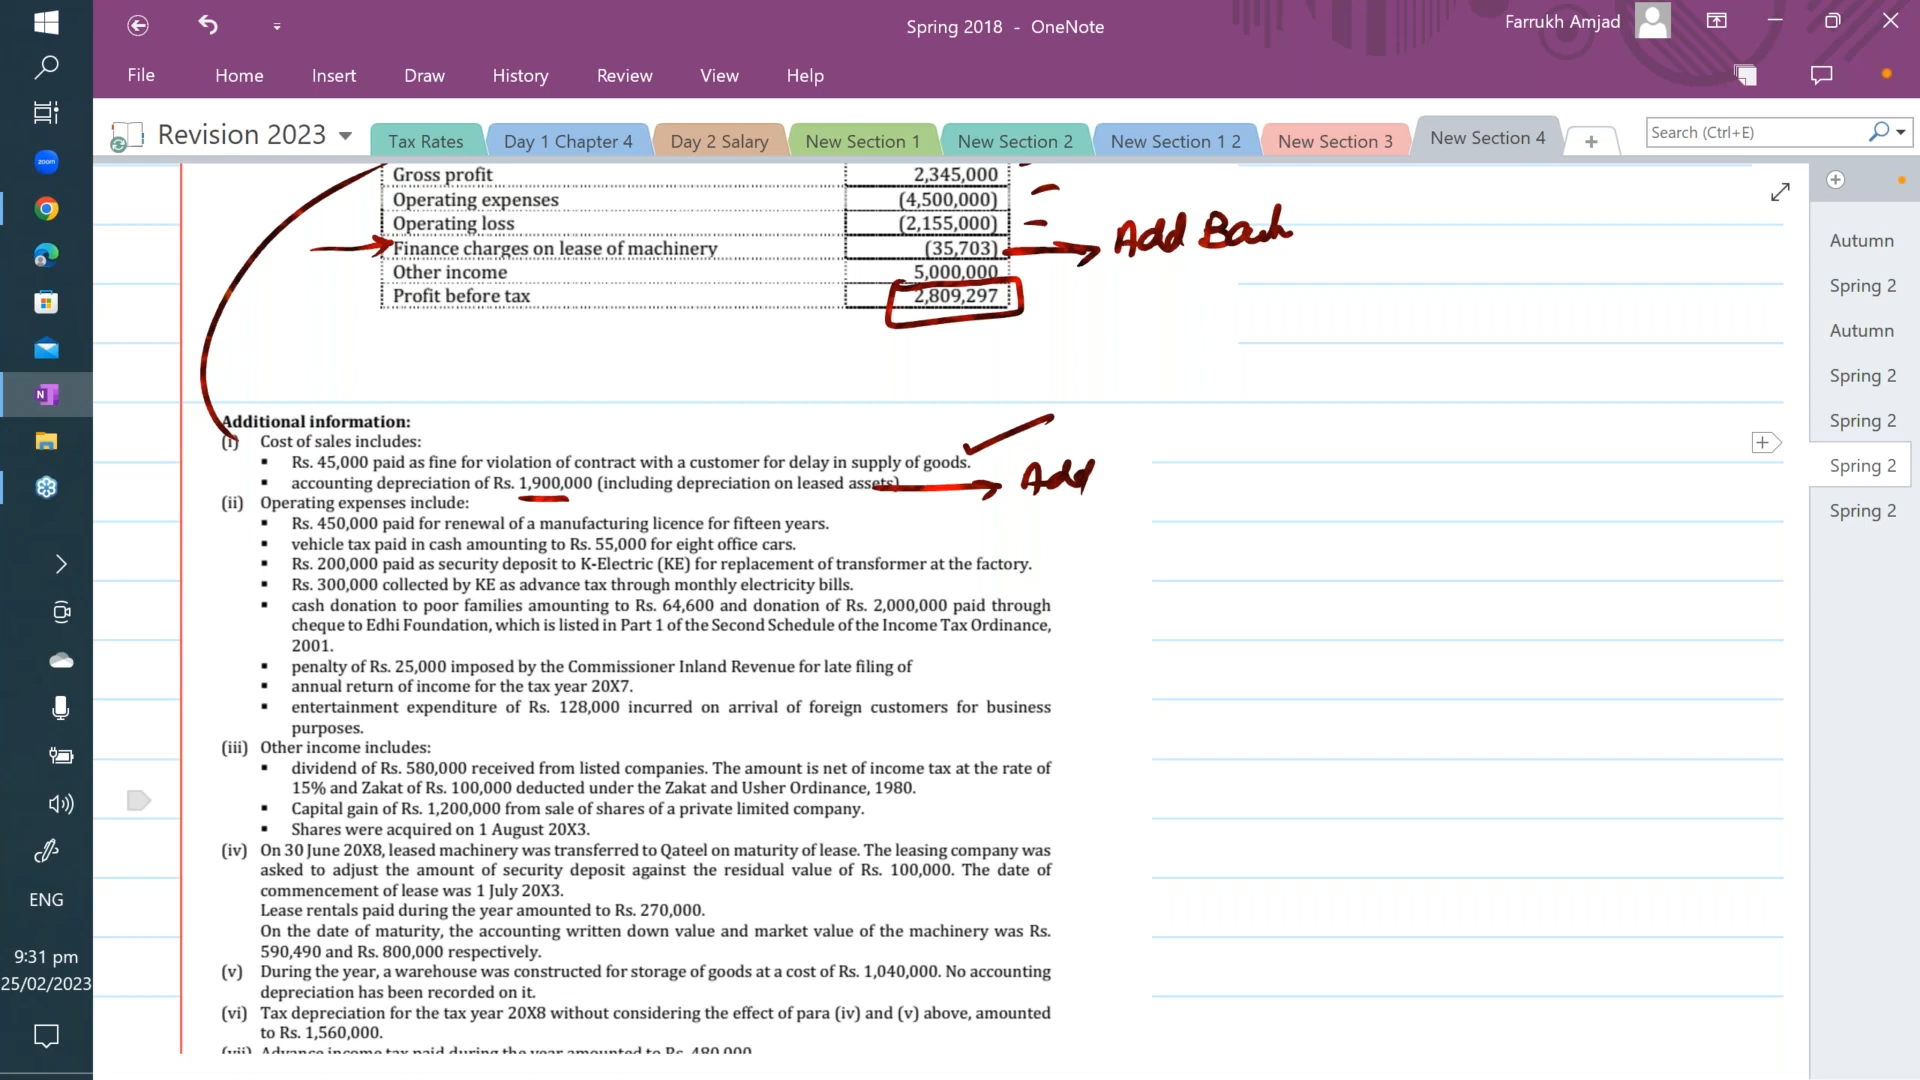 Spring 2018 - OneNote
Farrukh Amjad
File Home Insert Draw History Review View Help
Revision 2023
Tax Rates
Day 1 Chapter 4
Day 2 Salary
New Section 1
New Section 2
New Section 1 2
New Section 3
New Section 4
Search (Ctrl+E)
Gross profit 2,345,000
Operating expenses (4,500,000)
Operating loss (2,155,000)
Finance charges on lease of machinery (35,703)
Add Back
Other income 5,000,000
Profit before tax 2,809,297
Additional information:
(i) Cost of sales includes:
▪ Rs. 45,000 paid as fine for violation of contract with a customer for delay in supply of goods.
▪ accounting depreciation of Rs. 1,900,000 (including depreciation on leased assets)
Add
(ii) Operating expenses include:
▪ Rs. 450,000 paid for renewal of a manufacturing licence for fifteen years.
▪ vehicle tax paid in cash amounting to Rs. 55,000 for eight office cars.
▪ Rs. 200,000 paid as security deposit to K-Electric (KE) for replacement of transformer at the factory.
▪ Rs. 300,000 collected by KE as advance tax through monthly electricity bills.
▪ cash donation to poor families amounting to Rs. 64,600 and donation of Rs. 2,000,000 paid through
cheque to Edhi Foundation, which is listed in Part 1 of the Second Schedule of the Income Tax Ordinance,
2001.
▪ penalty of Rs. 25,000 imposed by the Commissioner Inland Revenue for late filing of
▪ annual return of income for the tax year 20X7.
▪ entertainment expenditure of Rs. 128,000 incurred on arrival of foreign customers for business
purposes.
(iii) Other income includes:
▪ dividend of Rs. 580,000 received from listed companies. The amount is net of income tax at the rate of
15% and Zakat of Rs. 100,000 deducted under the Zakat and Usher Ordinance, 1980.
▪ Capital gain of Rs. 1,200,000 from sale of shares of a private limited company.
▪ Shares were acquired on 1 August 20X3.
(iv) On 30 June 20X8, leased machinery was transferred to Qateel on maturity of lease. The leasing company was
asked to adjust the amount of security deposit against the residual value of Rs. 100,000. The date of
commencement of lease was 1 July 20X3.
Lease rentals paid during the year amounted to Rs. 270,000.
On the date of maturity, the accounting written down value and market value of the machinery was Rs.
590,490 and Rs. 800,000 respectively.
(v) During the year, a warehouse was constructed for storage of goods at a cost of Rs. 1,040,000. No accounting
depreciation has been recorded on it.
(vi) Tax depreciation for the tax year 20X8 without considering the effect of para (iv) and (v) above, amounted
to Rs. 1,560,000.
(vii) Advance income tax paid during the year amounted to Rs. 480,000
Autumn
Spring 2
Autumn
Spring 2
Spring 2
Spring 2
Spring 2
zoom
ENG
9:31 pm
25/02/2023